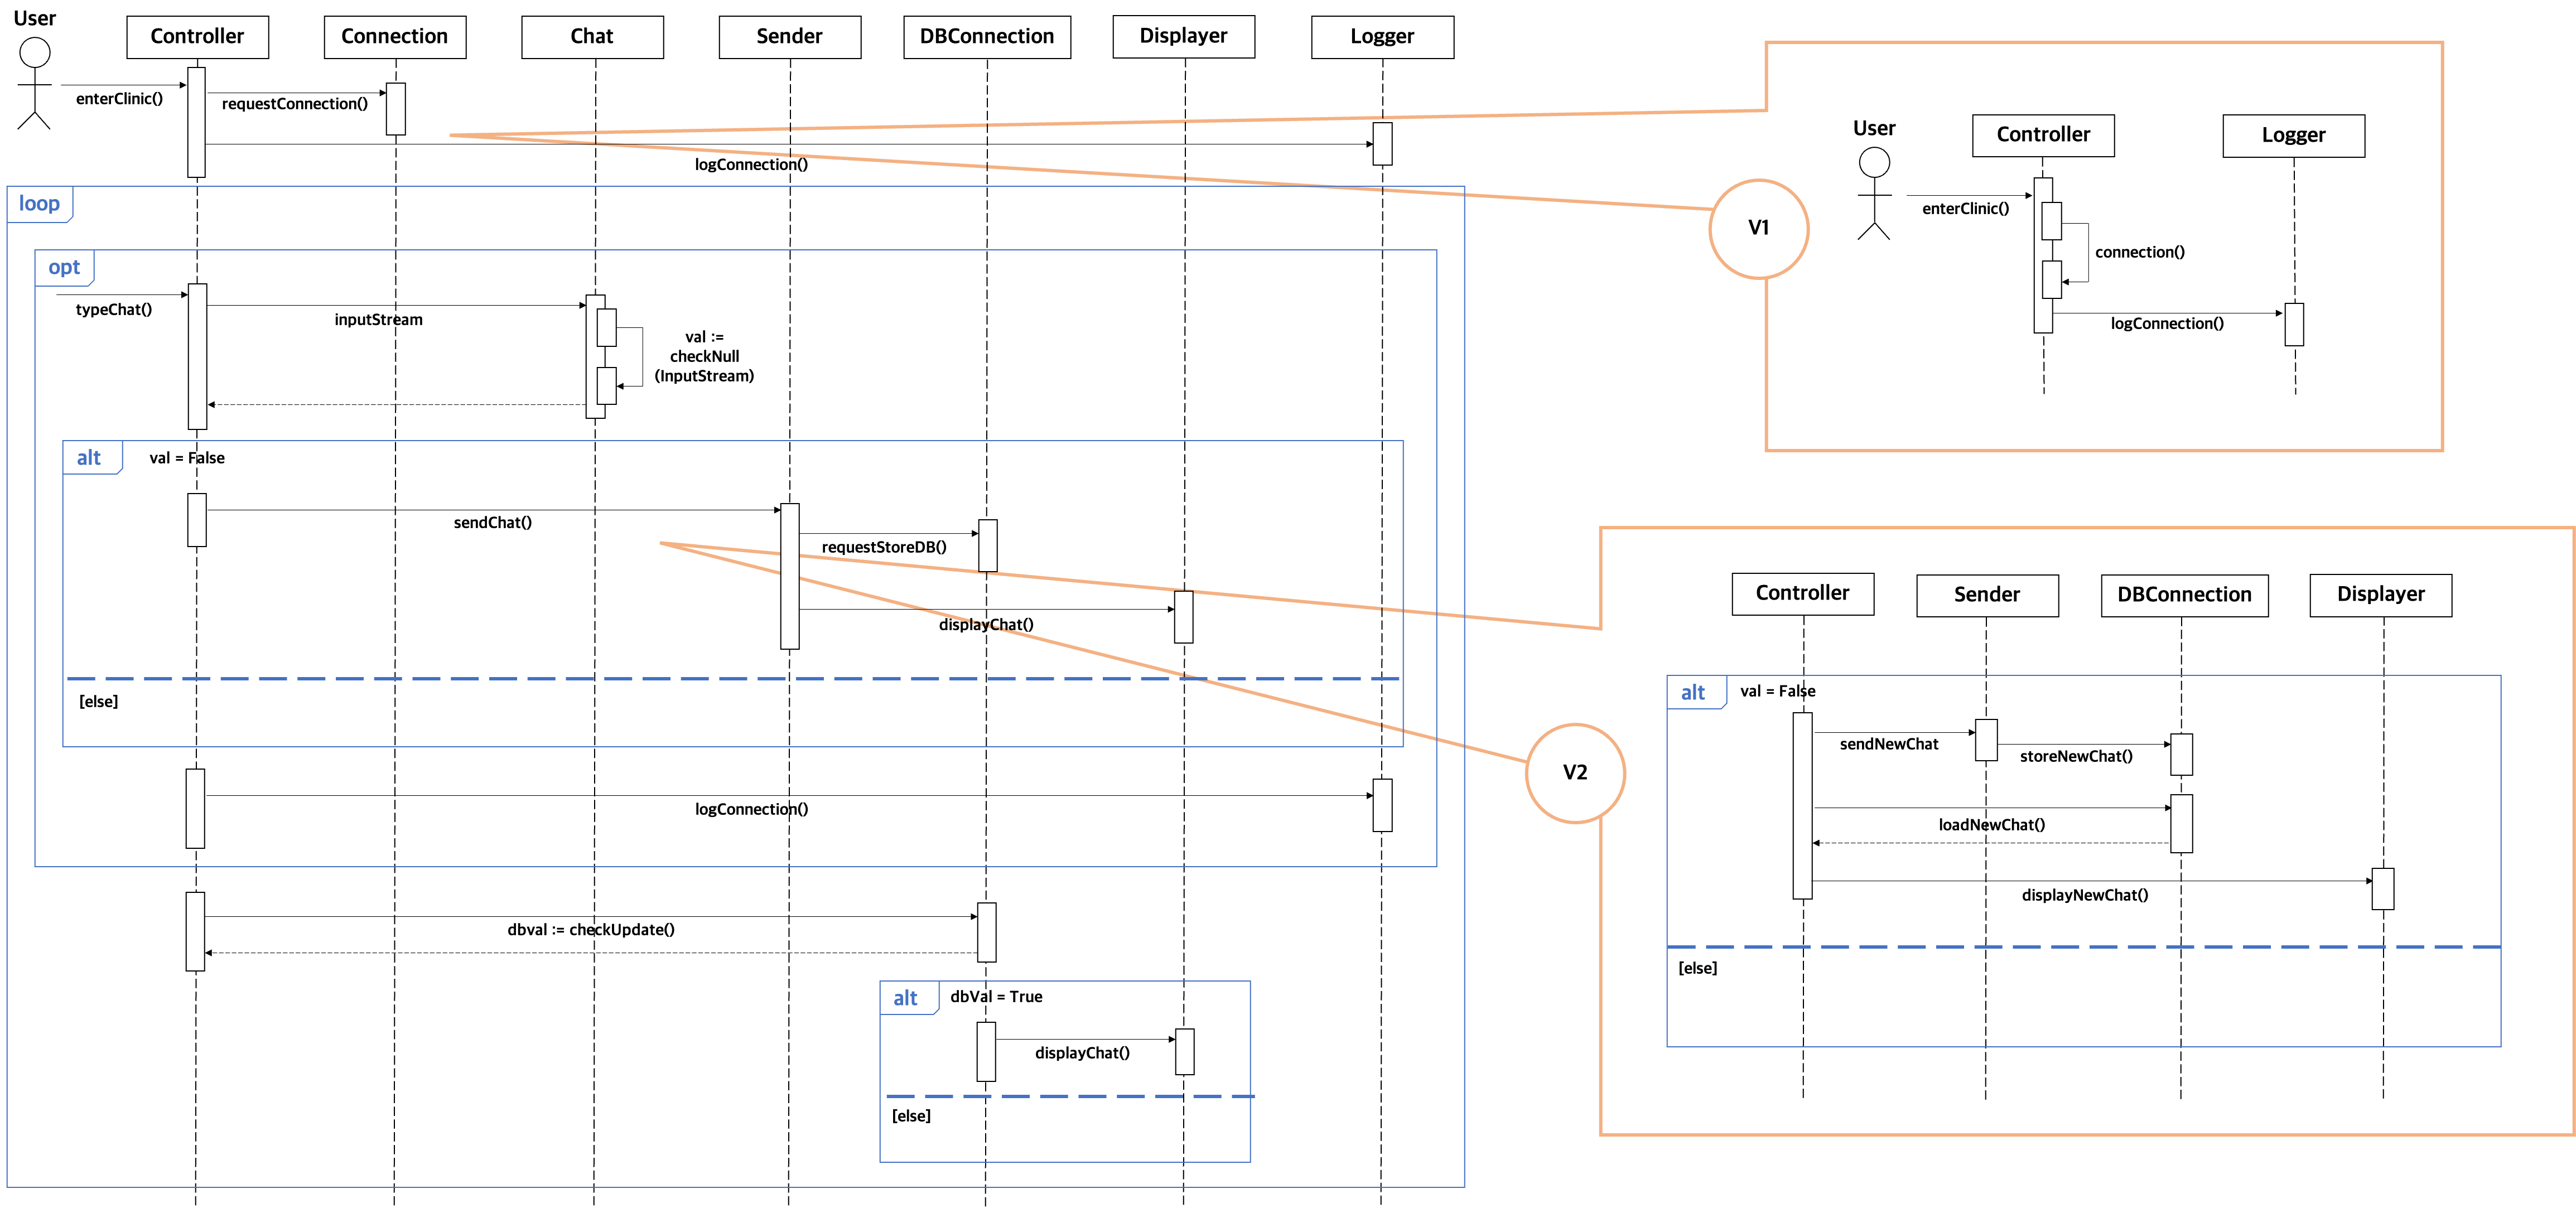 User
Controller
Connection
Chat
Sender
DBConnection
Displayer
Logger
enterClinic()
requestConnection()
logConnection()
loop
opt
typeChat()
inputStream
val :=
checkNull
(InputStream)
alt
val = False
sendChat()
requestStoreDB()
displayChat()
[else]
logConnection()
dbval := checkUpdate()
alt
dbVal = True
displayChat()
[else]
V1
User
Controller
Logger
enterClinic()
connection()
logConnection()
V2
Controller
Sender
DBConnection
Displayer
alt
val = False
sendNewChat
storeNewChat()
loadNewChat()
displayNewChat()
[else]